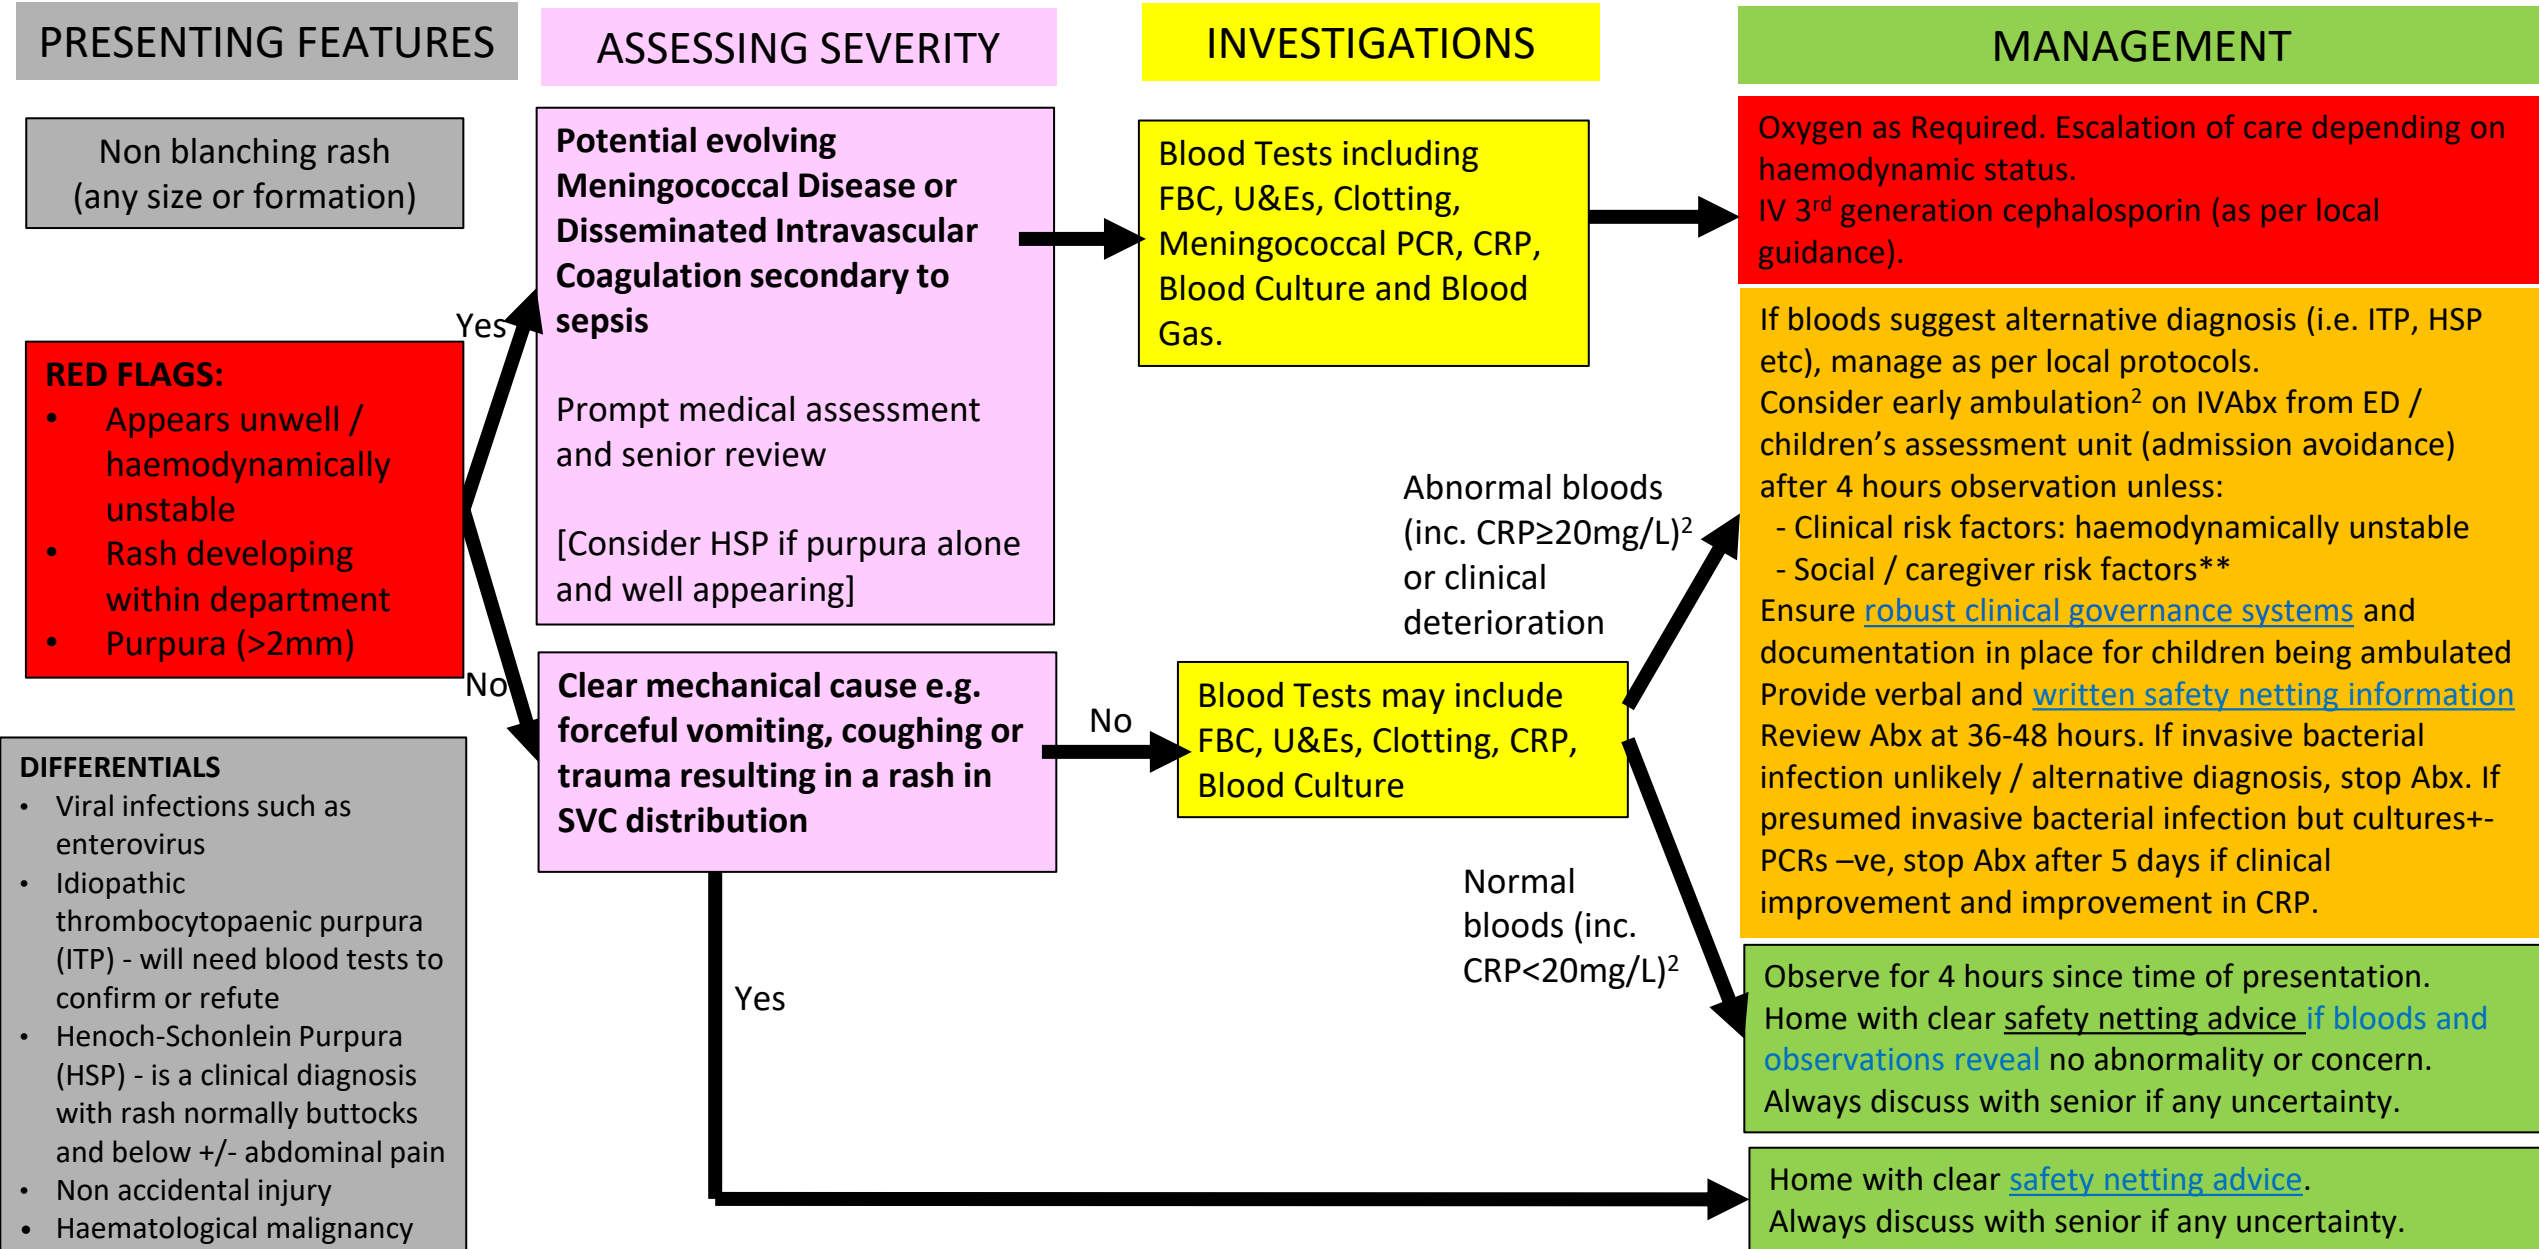 PRESENTING FEATURES
ASSESSING SEVERITY
INVESTIGATIONS
MANAGEMENT
Non blanching rash
(any size or formation)
RED FLAGS:
• Appears unwell /
haemodynamically
unstable
• Rash developing
within department
• Purpura (>2mm)
Yes
No
DIFFERENTIALS
• Viral infections such as
enterovirus
• Idiopathic
thrombocytopaenic purpura
(ITP) - will need blood tests to
confirm or refute
• Henoch-Schonlein Purpura
(HSP) - is a clinical diagnosis
with rash normally buttocks
and below +/- abdominal pain
• Non accidental injury
• Haematological malignancy
Potential evolving
Meningococcal Disease or
Disseminated Intravascular
Coagulation secondary to
sepsis
Prompt medical assessment
and senior review
[Consider HSP if purpura alone
and well appearing]
Clear mechanical cause e.g.
forceful vomiting, coughing or
trauma resulting in a rash in
SVC distribution
No
Yes
Blood Tests including
FBC, U&Es, Clotting,
Meningococcal PCR, CRP,
Blood Culture and Blood
Gas.
Abnormal bloods
(inc. CRP≥20mg/L)²
or clinical
deterioration
Blood Tests may include
FBC, U&Es, Clotting, CRP,
Blood Culture
Normal
bloods (inc.
CRP<20mg/L)²
Oxygen as Required. Escalation of care depending on
haemodynamic status.
IV 3rd generation cephalosporin (as per local
guidance).
If bloods suggest alternative diagnosis (i.e. ITP, HSP
etc), manage as per local protocols.
Consider early ambulation² on IVAbx from ED /
children’s assessment unit (admission avoidance)
after 4 hours observation unless:
- Clinical risk factors: haemodynamically unstable
- Social / caregiver risk factors**
Ensure robust clinical governance systems and
documentation in place for children being ambulated
Provide verbal and written safety netting information
Review Abx at 36-48 hours. If invasive bacterial
infection unlikely / alternative diagnosis, stop Abx. If
presumed invasive bacterial infection but cultures+-
PCRs –ve, stop Abx after 5 days if clinical
improvement and improvement in CRP.
Observe for 4 hours since time of presentation.
Home with clear safety netting advice if bloods and
observations reveal no abnormality or concern.
Always discuss with senior if any uncertainty.
Home with clear safety netting advice.
Always discuss with senior if any uncertainty.